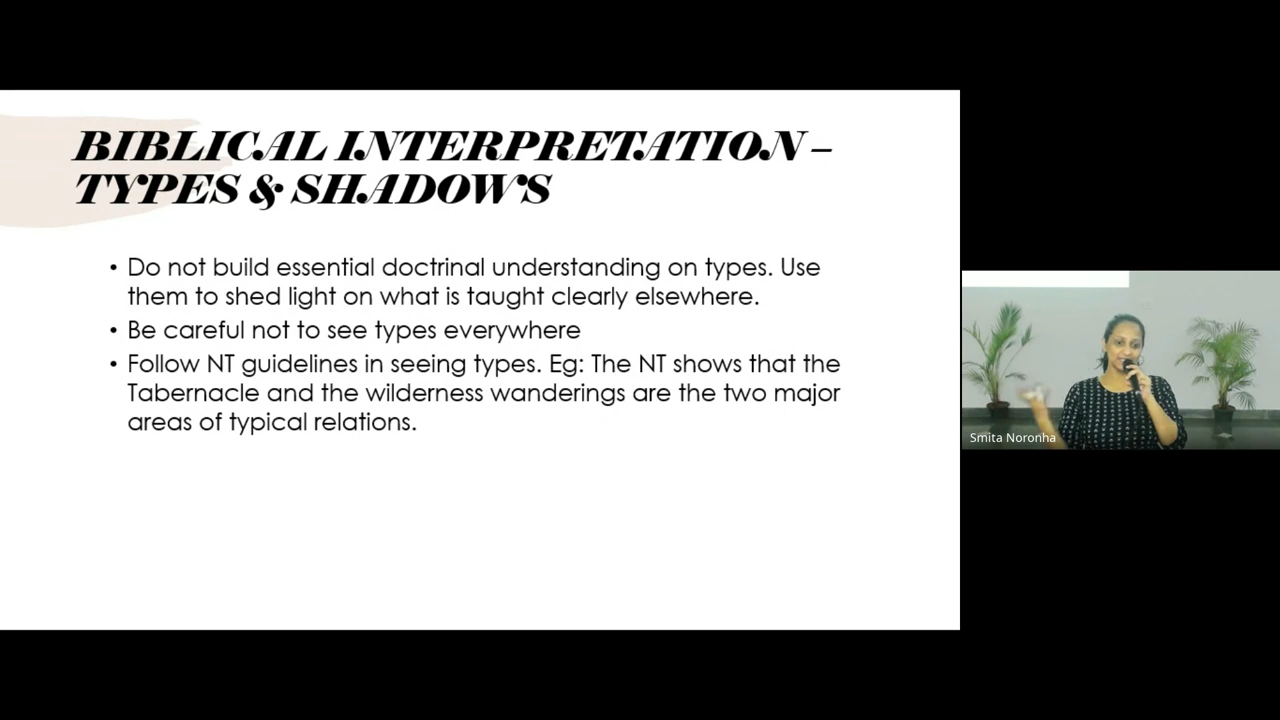 BIBLICAL INTERPRETATION –
TYPES & SHADOWS
• Do not build essential doctrinal understanding on types. Use
them to shed light on what is taught clearly elsewhere.
• Be careful not to see types everywhere
• Follow NT guidelines in seeing types. Eg: The NT shows that the
Tabernacle and the wilderness wanderings are the two major
areas of typical relations.
Smita Noronha